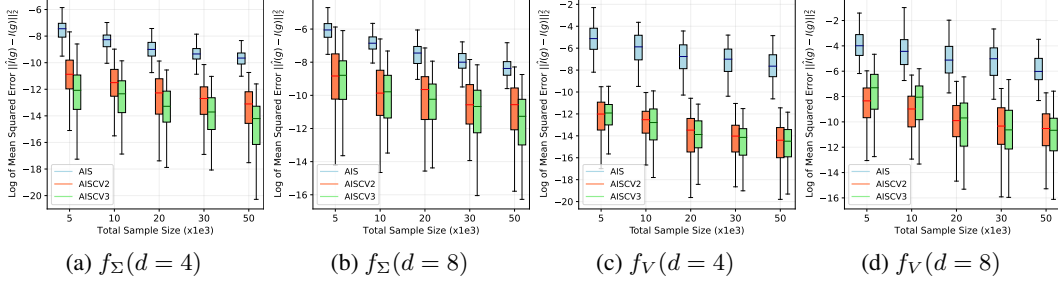 Log of Mean Squared Error ||Î(g) − I(g)||²₂
−6
−8
−10
−12
−14
−16
−18
−20
AIS
AISCV2
AISCV3
5 10 20 30 50
Total Sample Size (x1e3)
(a) f_Σ(d = 4)
Log of Mean Squared Error ||Î(g) − I(g)||²₂
−6
−8
−10
−12
−14
−16
AIS
AISCV2
AISCV3
5 10 20 30 50
Total Sample Size (x1e3)
(b) f_Σ(d = 8)
Log of Mean Squared Error ||Î(g) − I(g)||²₂
−4
−6
−8
−10
−12
−14
−16
−18
−20
AIS
AISCV2
AISCV3
5 10 20 30 50
Total Sample Size (x1e3)
(c) f_V(d = 4)
Log of Mean Squared Error ||Î(g) − I(g)||²₂
−2
−4
−6
−8
−10
−12
−14
−16
AIS
AISCV2
AISCV3
5 10 20 30 50
Total Sample Size (x1e3)
(d) f_V(d = 8)